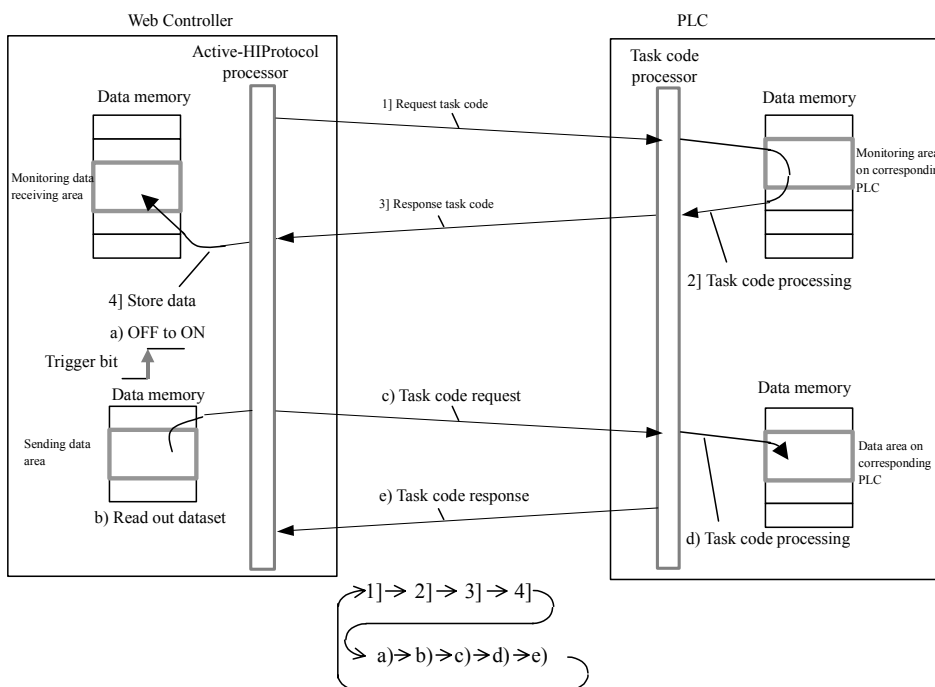 Web Controller
PLC
Active-HIProtocol
processor
Task code
processor
Data memory
1] Request task code
Data memory
Monitoring data
receiving area
Monitoring area
on corresponding
PLC
3] Response task code
4] Store data
2] Task code processing
a) OFF to ON
Trigger bit
Data memory
c) Task code request
Data memory
Sending data
area
Data area on
corresponding
PLC
e) Task code response
b) Read out dataset
d) Task code processing
1] → 2] → 3] → 4]
a) → b) → c) → d) → e)